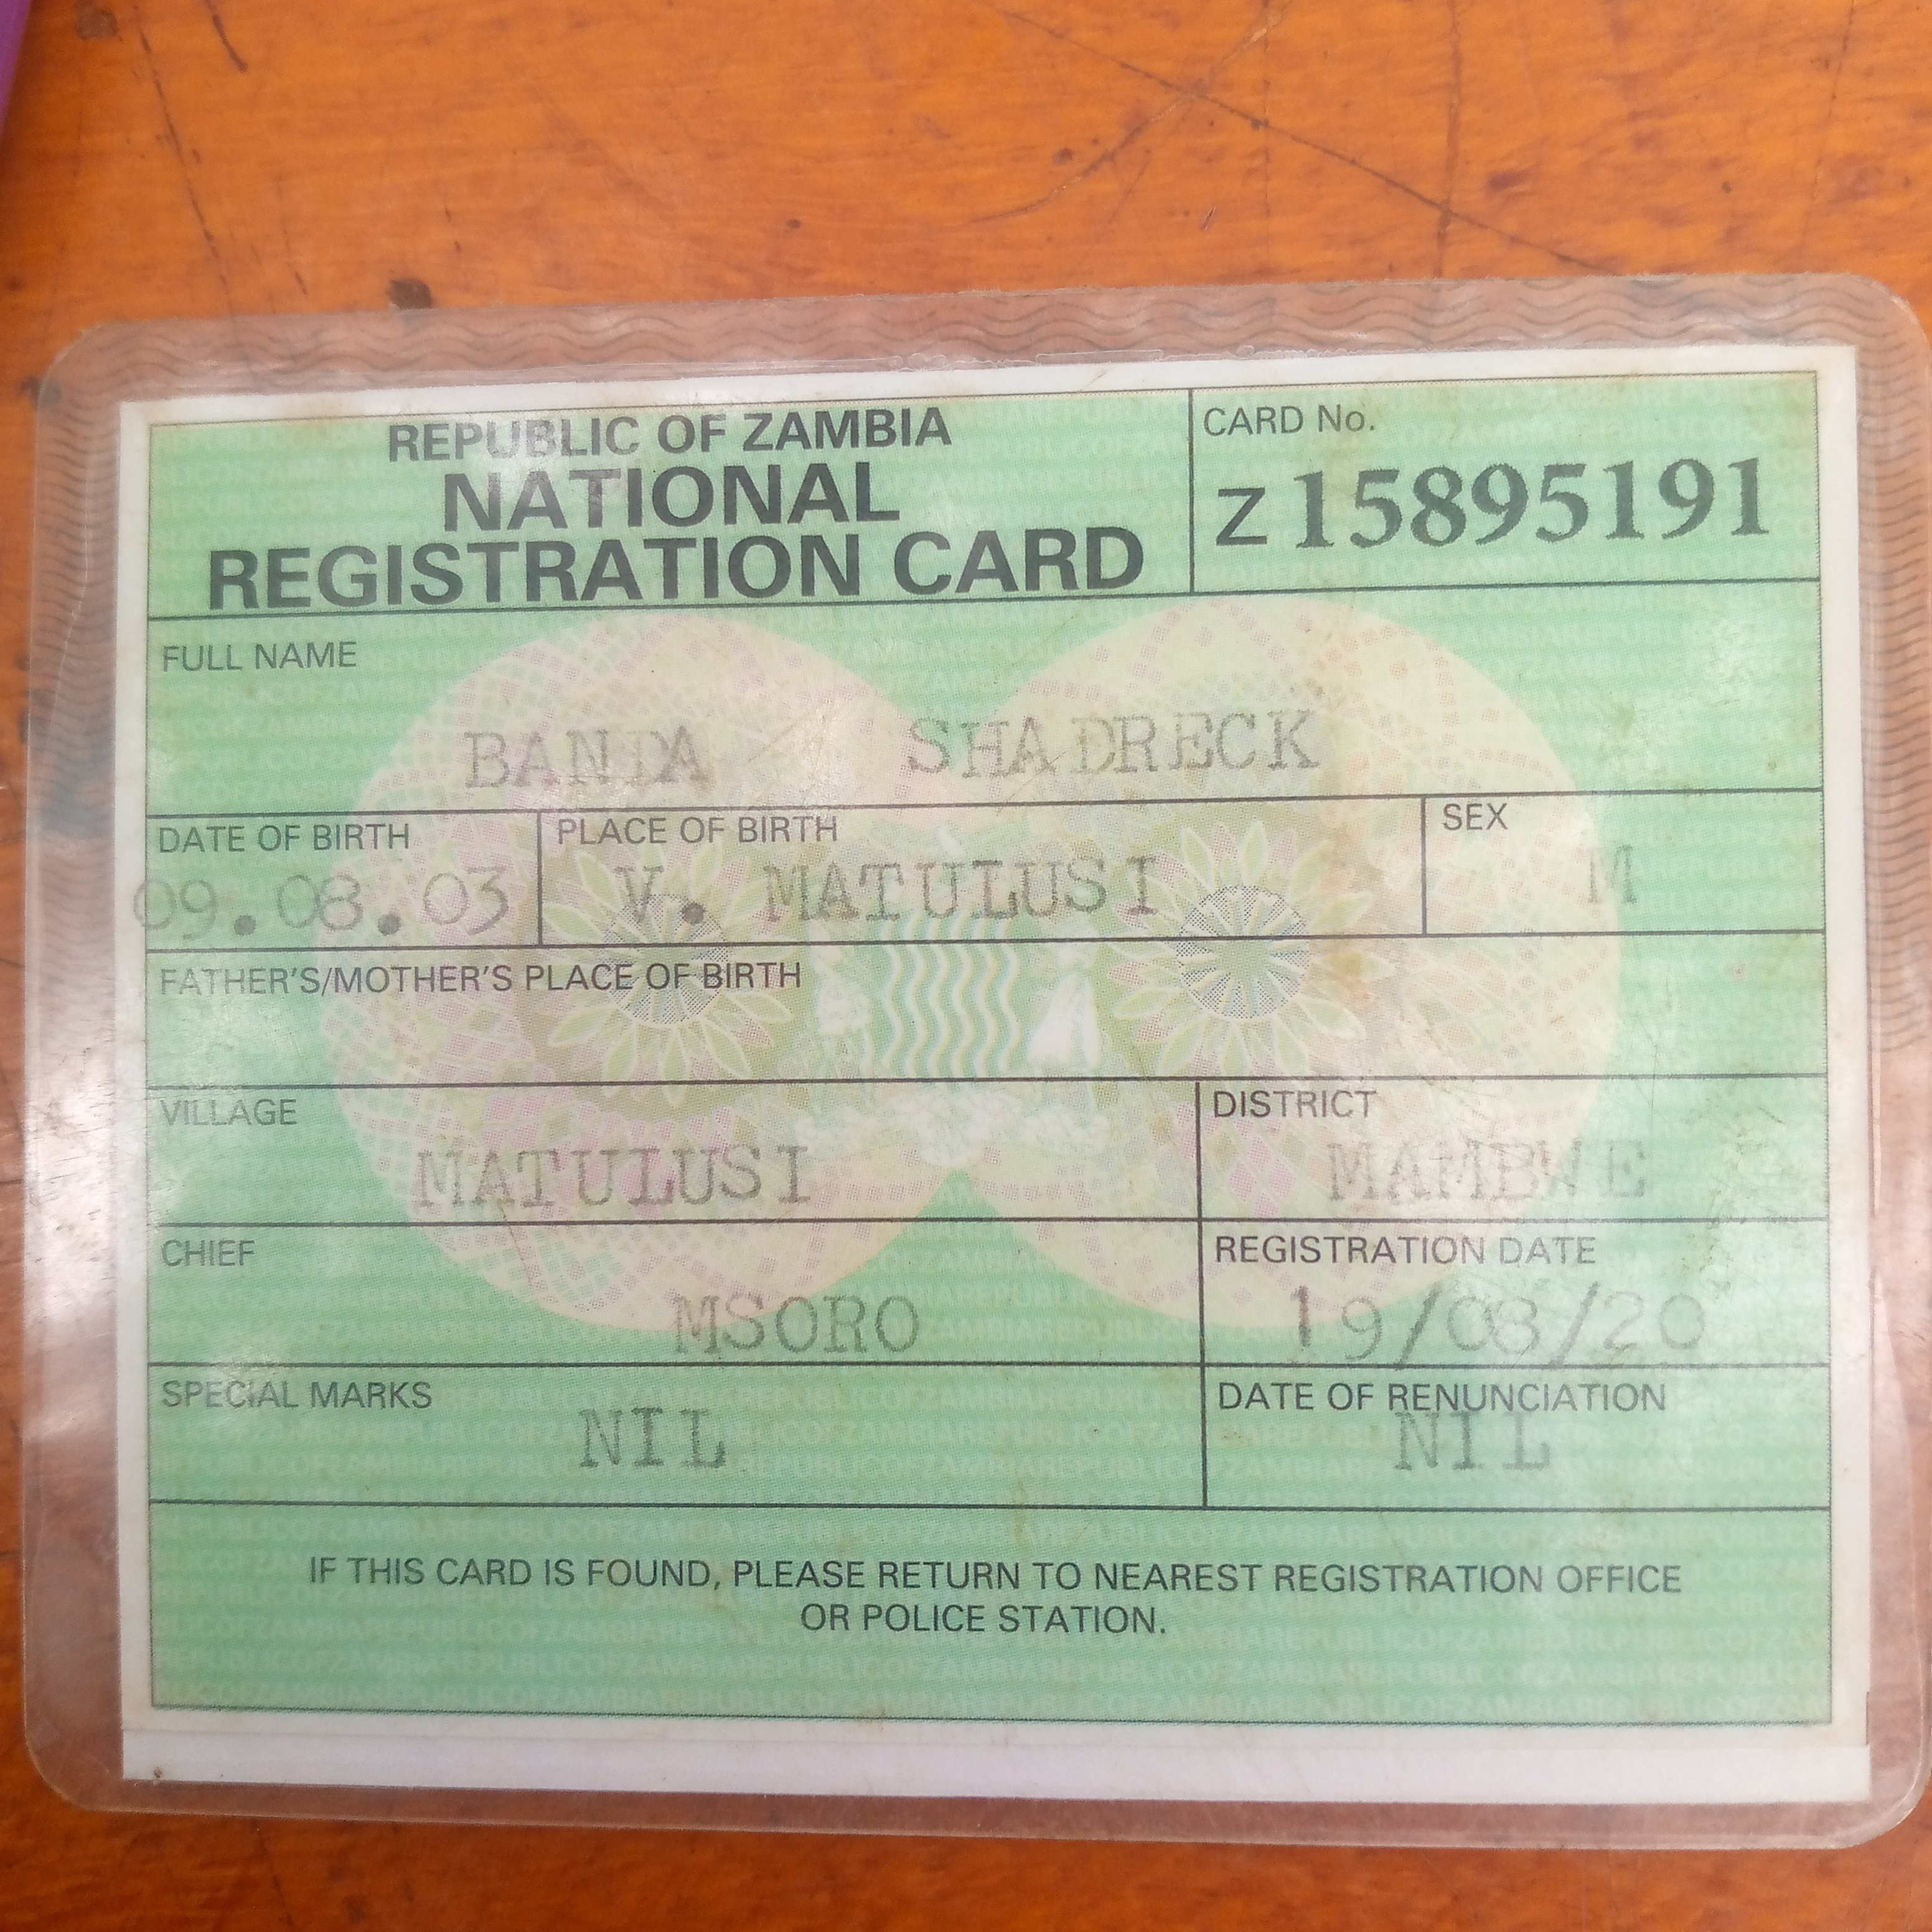 REPUBLIC OF ZAMBIA
NATIONAL
REGISTRATION CARD
CARD No.
Z 15895191
FULL NAME
BANDA SHADRECK
DATE OF BIRTH
09.08.03
PLACE OF BIRTH
V. MATULUSI
SEX
M
FATHER'S/MOTHER'S PLACE OF BIRTH
VILLAGE
MATULUSI
DISTRICT
MAMBWE
CHIEF
MSORO
REGISTRATION DATE
19/08/20
SPECIAL MARKS
NIL
DATE OF RENUNCIATION
NIL
IF THIS CARD IS FOUND, PLEASE RETURN TO NEAREST REGISTRATION OFFICE
OR POLICE STATION.